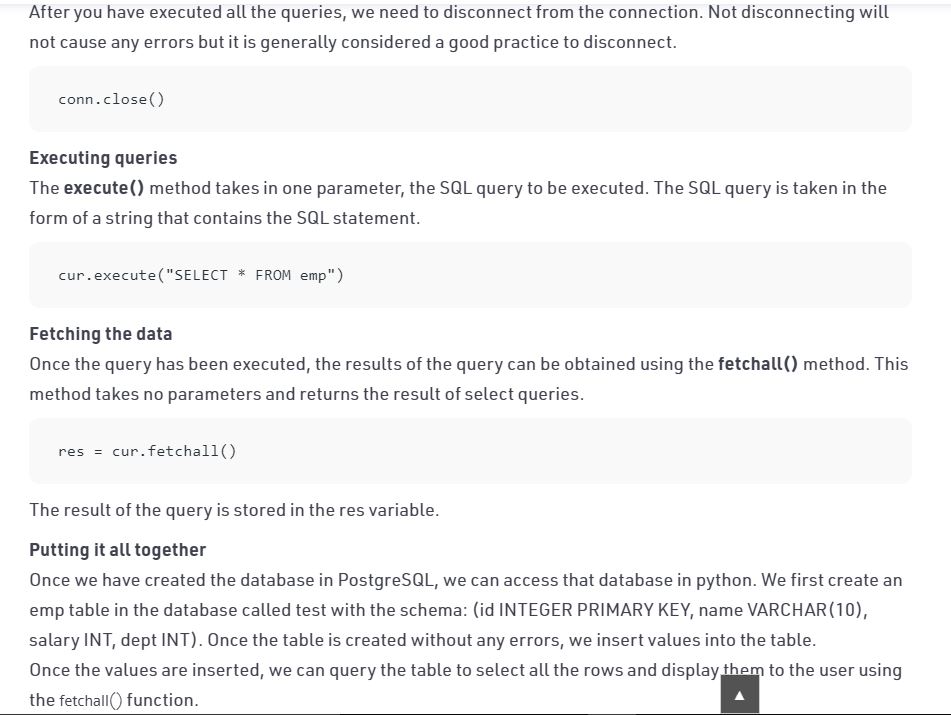 After you have executed all the queries, we need to disconnect from the connection. Not disconnecting will
not cause any errors but it is generally considered a good practice to disconnect.
conn.close()
Executing queries
The execute() method takes in one parameter, the SQL query to be executed. The SQL query is taken in the
form of a string that contains the SQL statement.
cur.execute("SELECT * FROM emp")
Fetching the data
Once the query has been executed, the results of the query can be obtained using the fetchall() method. This
method takes no parameters and returns the result of select queries.
res = cur.fetchall()
The result of the query is stored in the res variable.
Putting it all together
Once we have created the database in PostgreSQL, we can access that database in python. We first create an
emp table in the database called test with the schema: (id INTEGER PRIMARY KEY, name VARCHAR(10),
salary INT, dept INT). Once the table is created without any errors, we insert values into the table.
Once the values are inserted, we can query the table to select all the rows and display them to the user using
the fetchall() function.